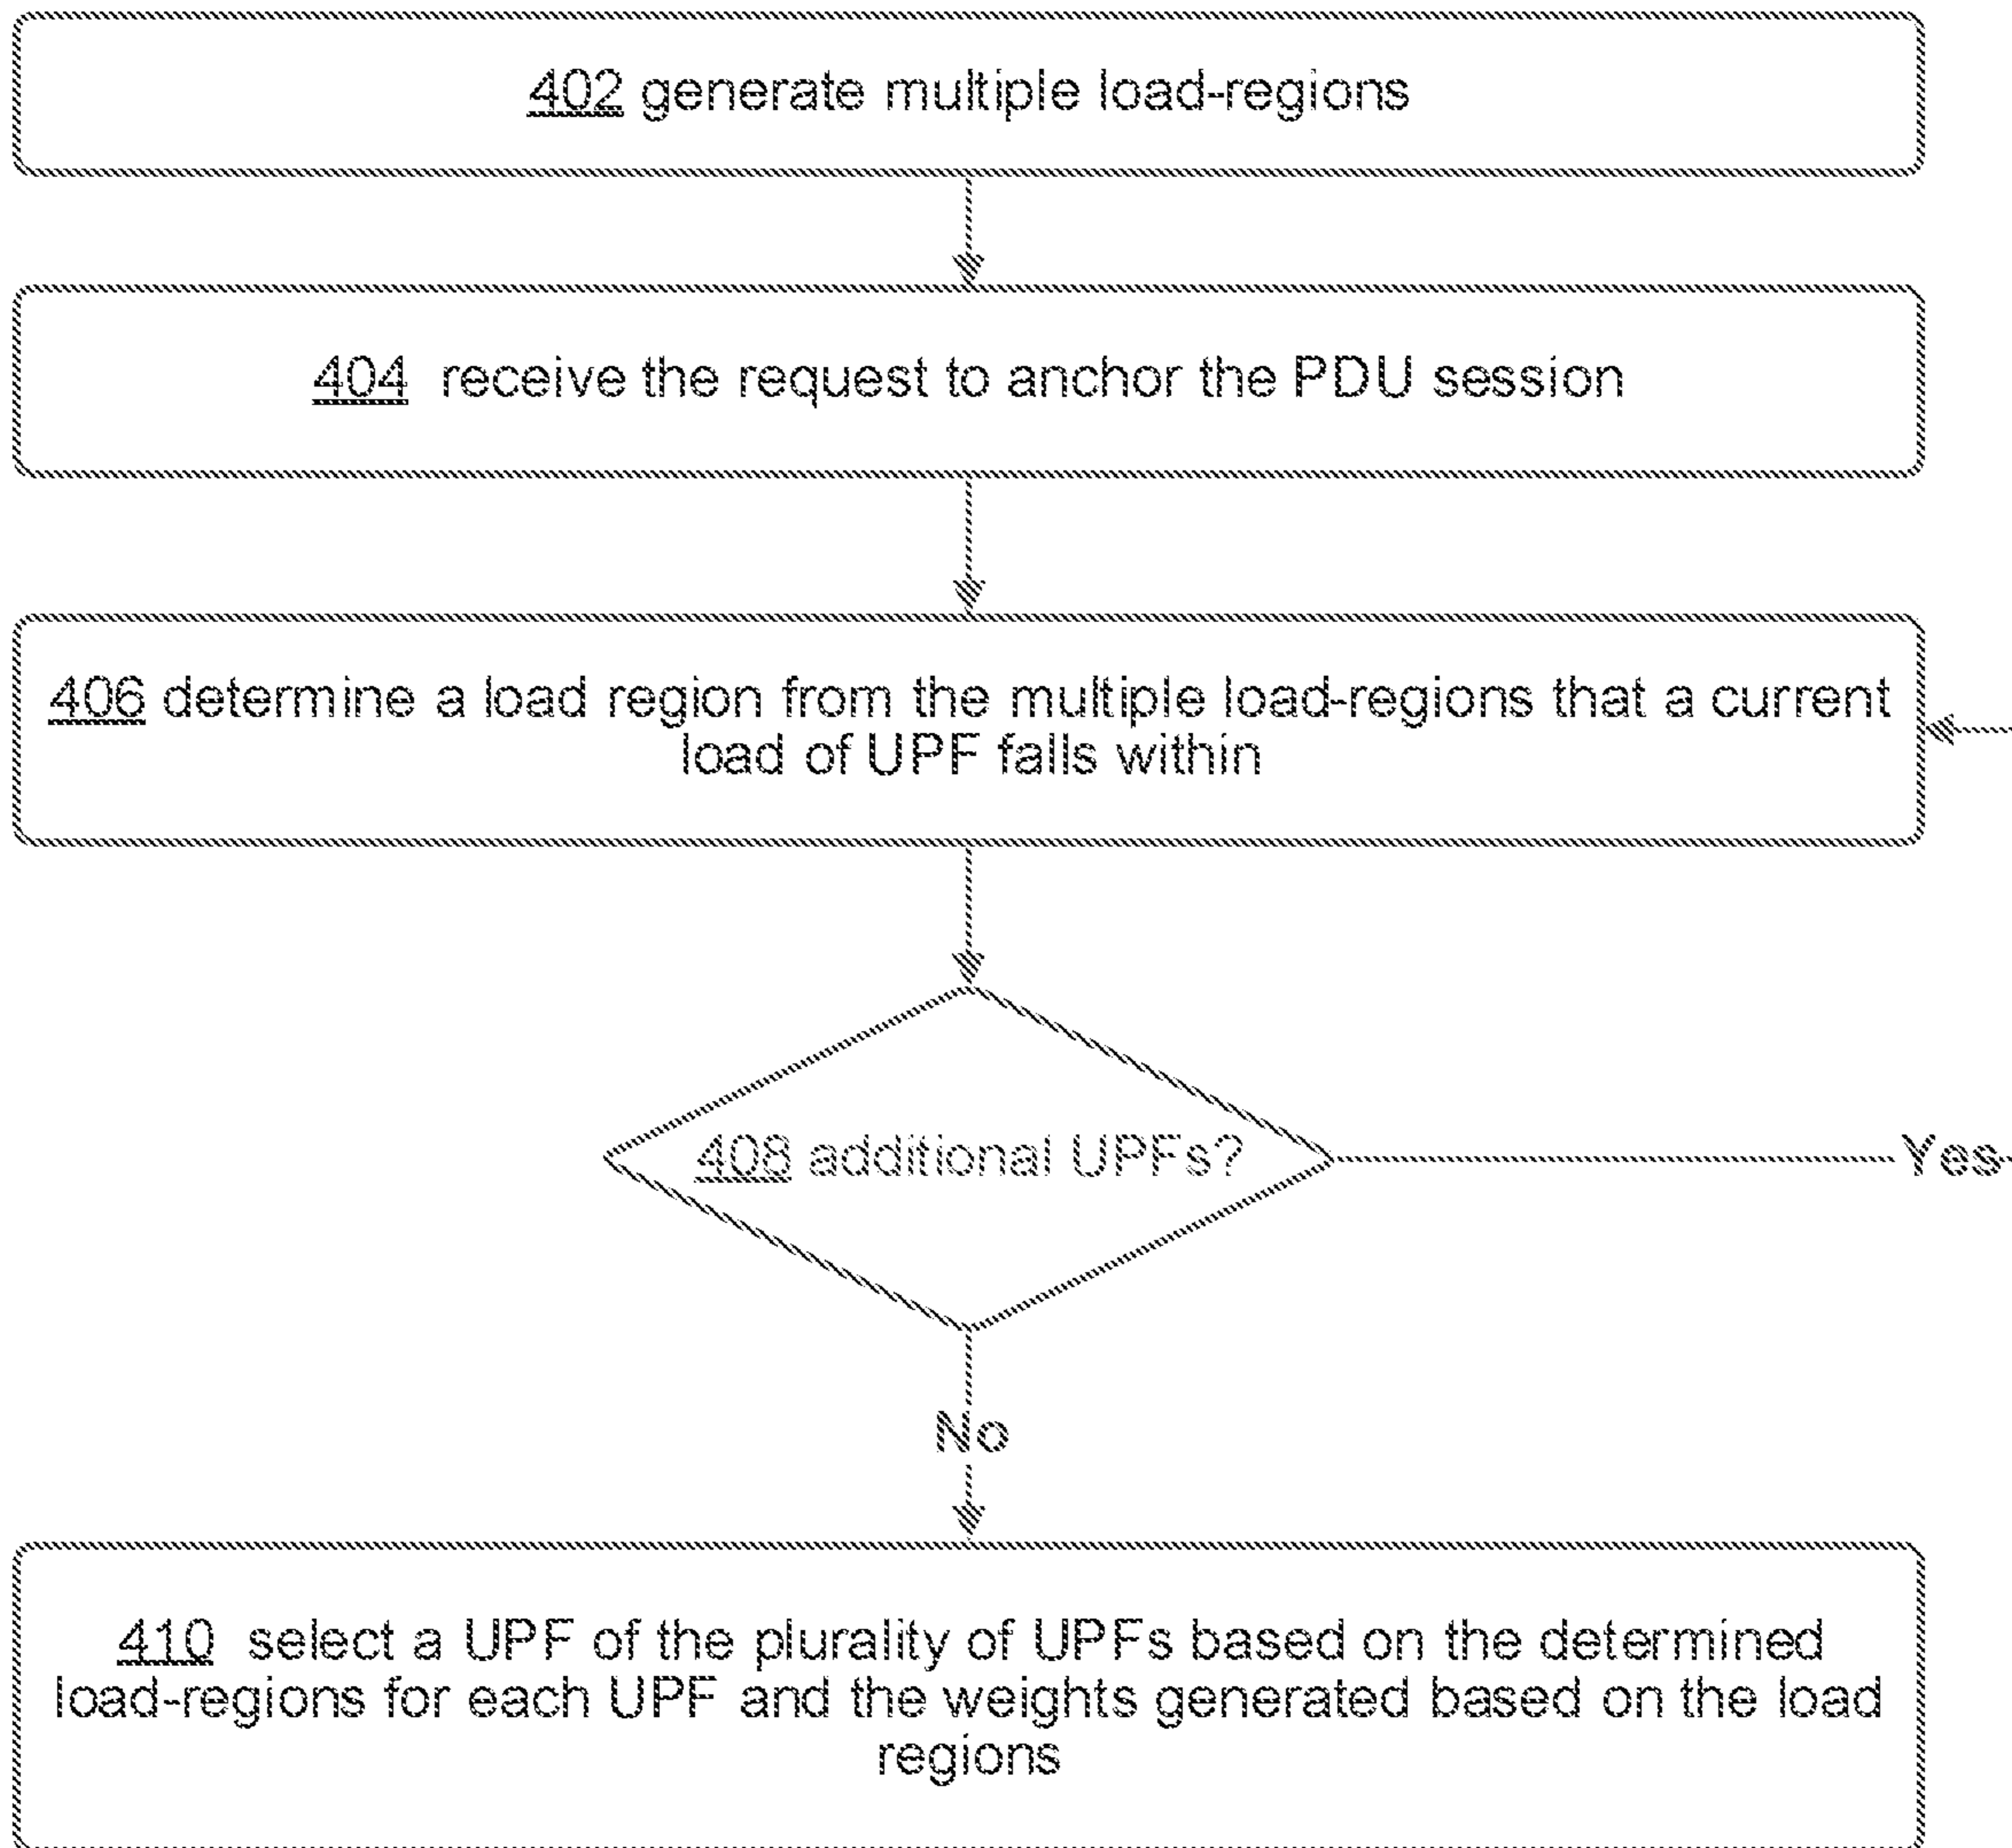 402 generate multiple load-regions
404 receive the request to anchor the PDU session
406 determine a load region from the multiple load-regions that a current
load of UPF falls within
408 additional UPFs?
Yes
No
410 select a UPF of the plurality of UPFs based on the determined
load-regions for each UPF and the weights generated based on the load
regions